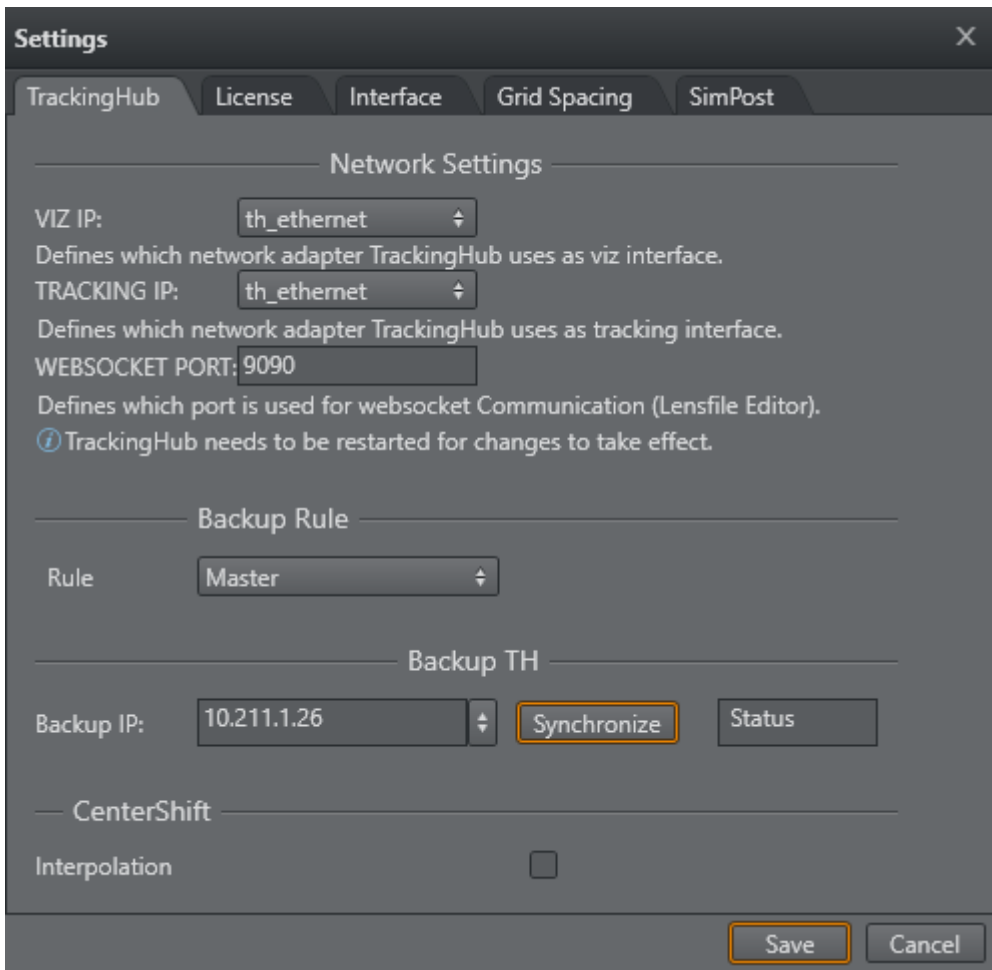 Settings X
TrackingHub License Interface Grid Spacing SimPost
Network Settings
VIZ IP: th_ethernet
Defines which network adapter TrackingHub uses as viz interface.
TRACKING IP: th_ethernet
Defines which network adapter TrackingHub uses as tracking interface.
WEBSOCKET PORT: 9090
Defines which port is used for websocket Communication (Lensfile Editor).
i TrackingHub needs to be restarted for changes to take effect.
Backup Rule
Rule Master
Backup TH
Backup IP: 10.211.1.26 Synchronize Status
CenterShift
Interpolation
Save Cancel